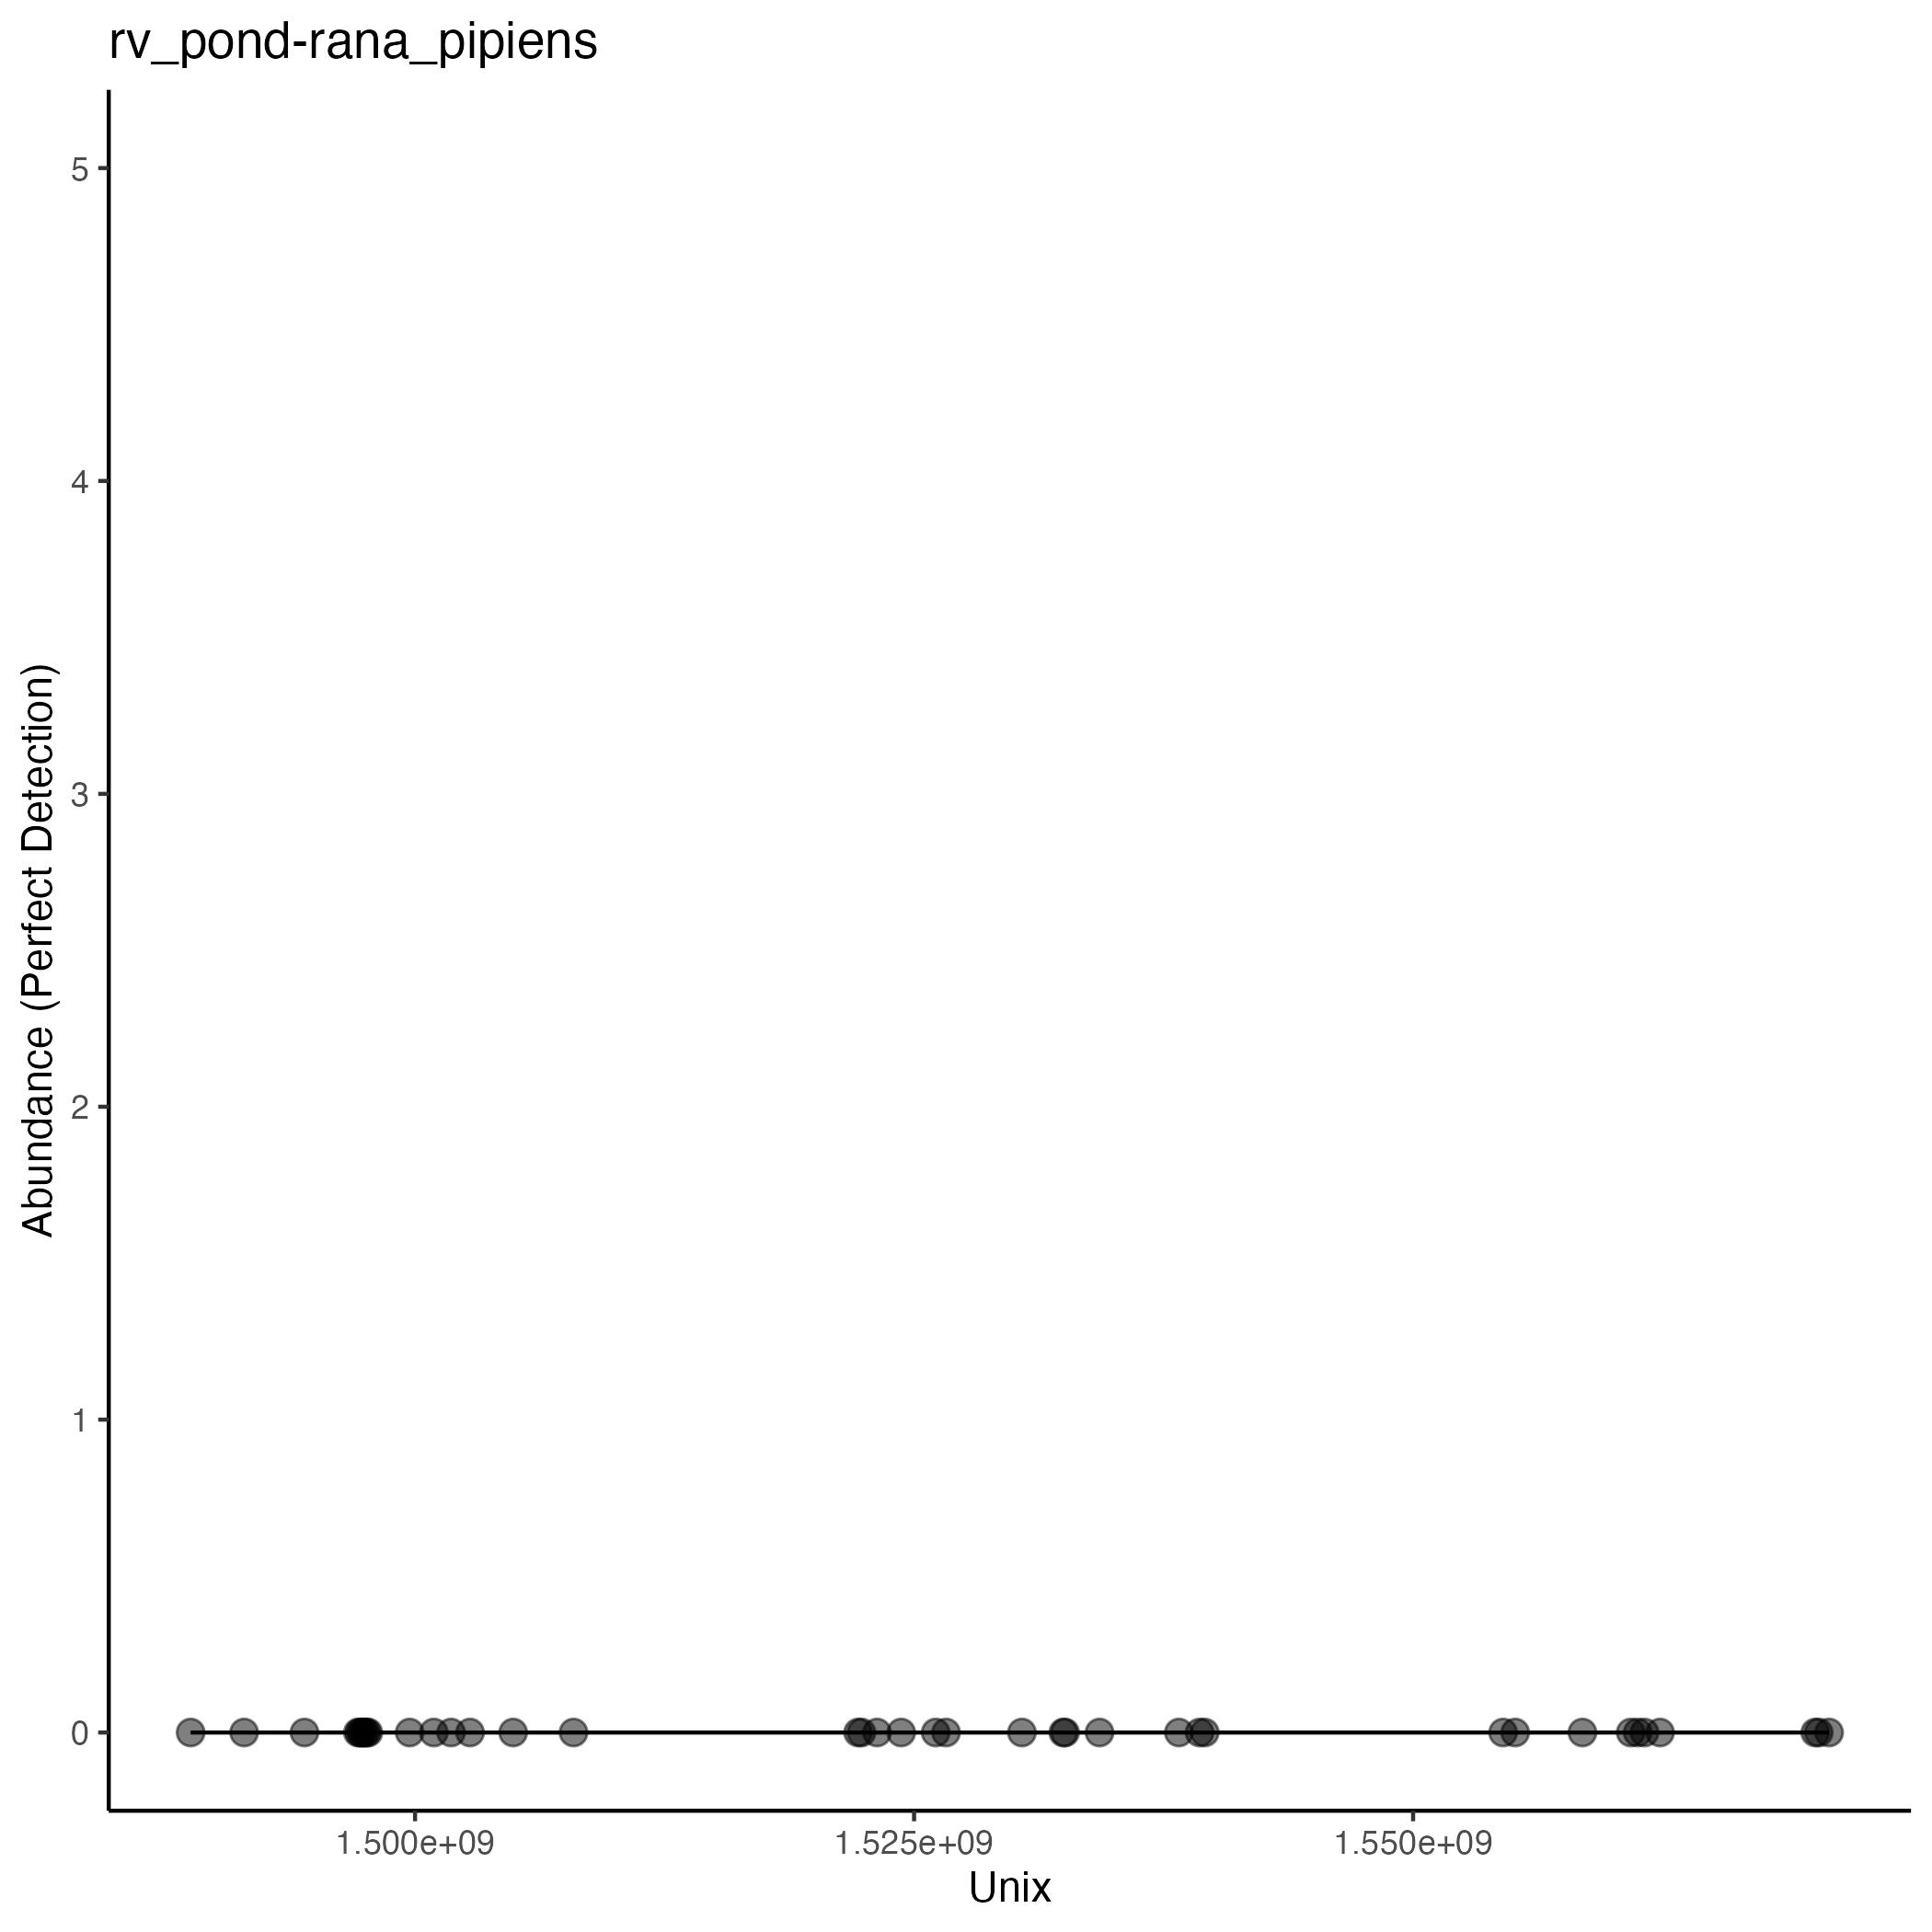 rv_pond-rana_pipiens
Abundance (Perfect Detection)
5
4
3
2
1
0
1.500e+09 1.525e+09 1.550e+09
Unix